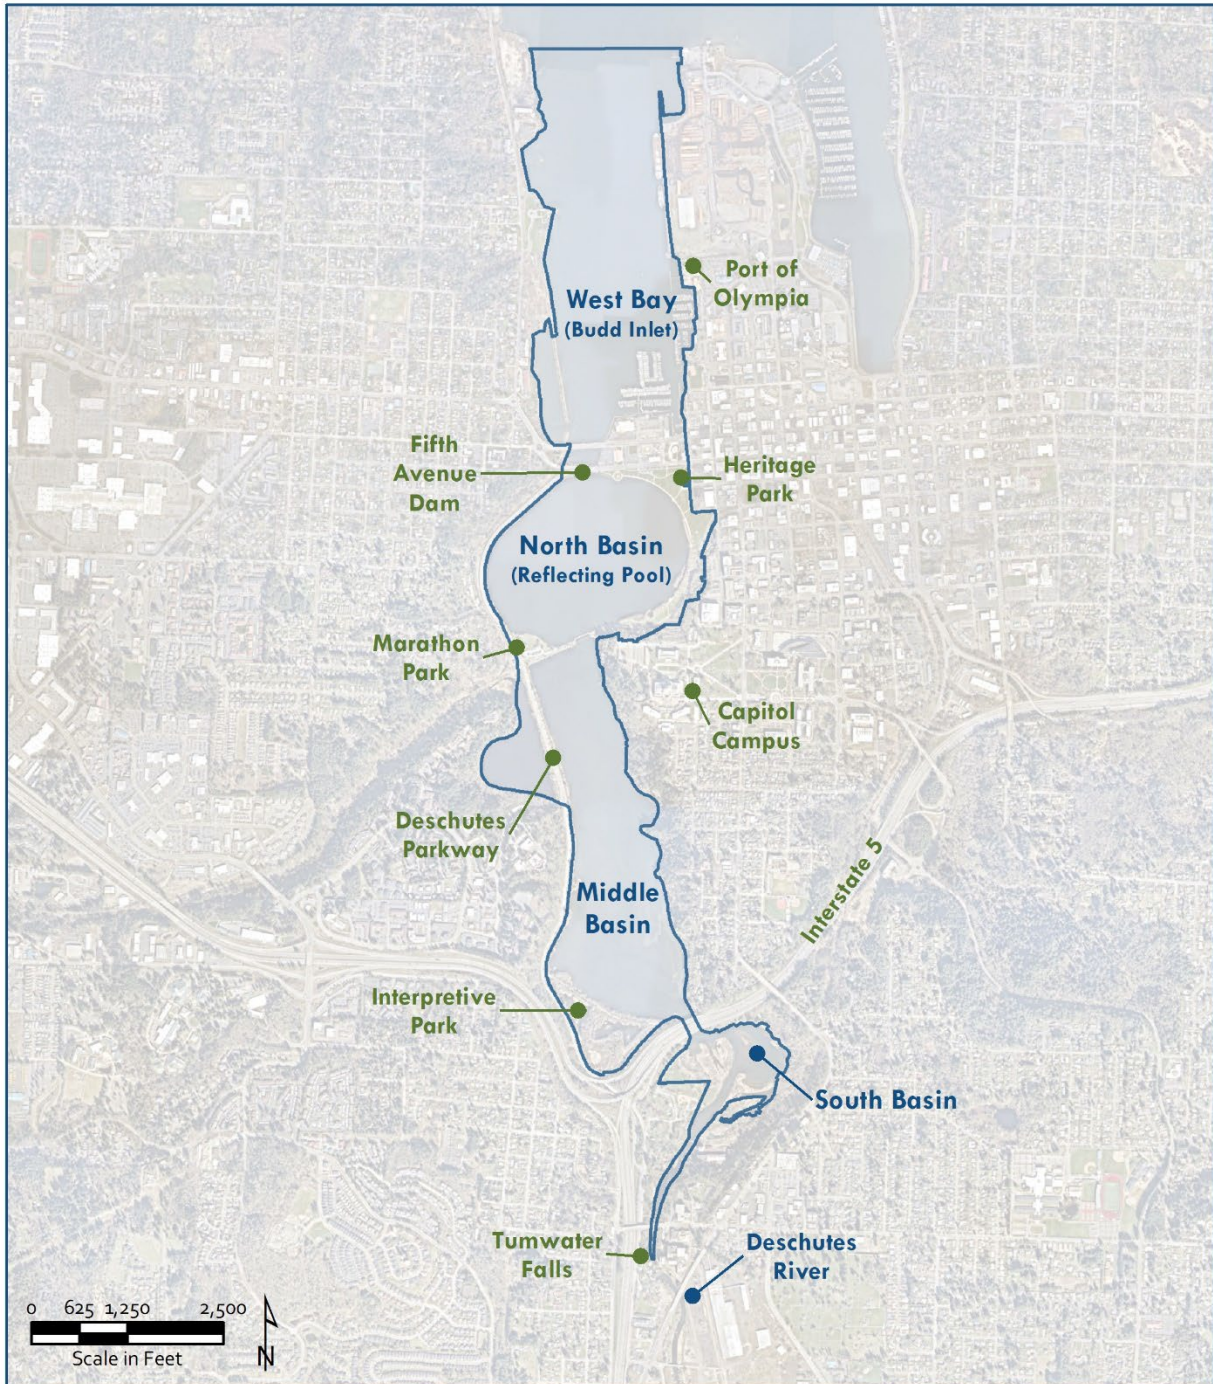 Port of
Olympia
West Bay
(Budd Inlet)
Fifth
Avenue
Dam
Heritage
Park
North Basin
(Reflecting Pool)
Marathon
Park
Capitol
Campus
Deschutes
Parkway
Interstate 5
Middle
Basin
Interpretive
Park
South Basin
Tumwater
Falls
Deschutes
River
0 625 1,250 2,500
Scale in Feet
N